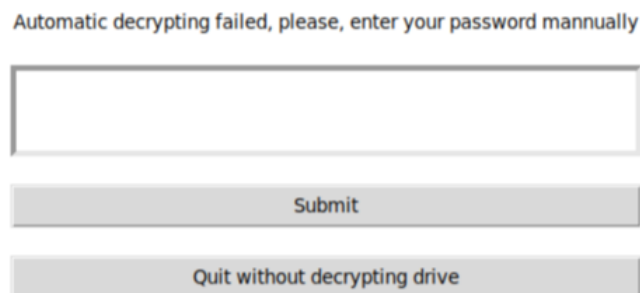 Automatic decrypting failed, please, enter your password mannually
Submit
Quit without decrypting drive